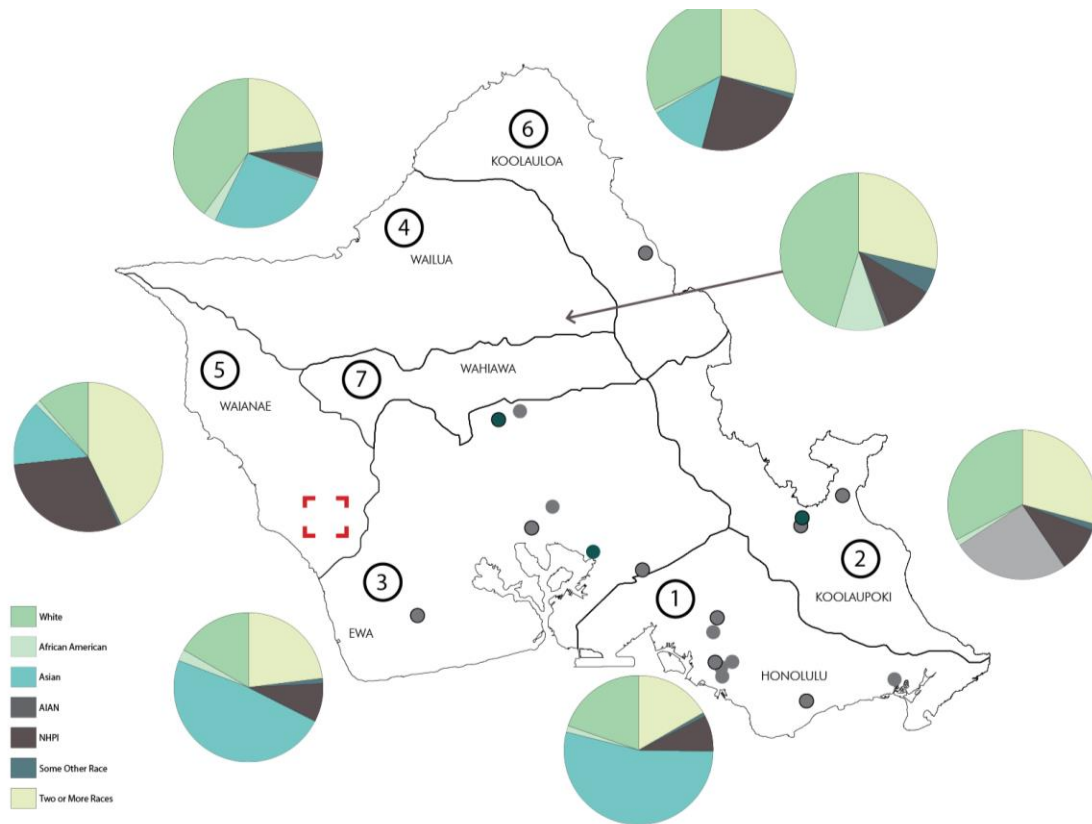 6
KOOLAULOA
4
WAILUA
5
WAIANAE
7
WAHIAWA
3
EWA
2
KOOLAUPOKI
1
HONOLULU
White
African American
Asian
AIAN
NHPI
Some Other Race
Two or More Races